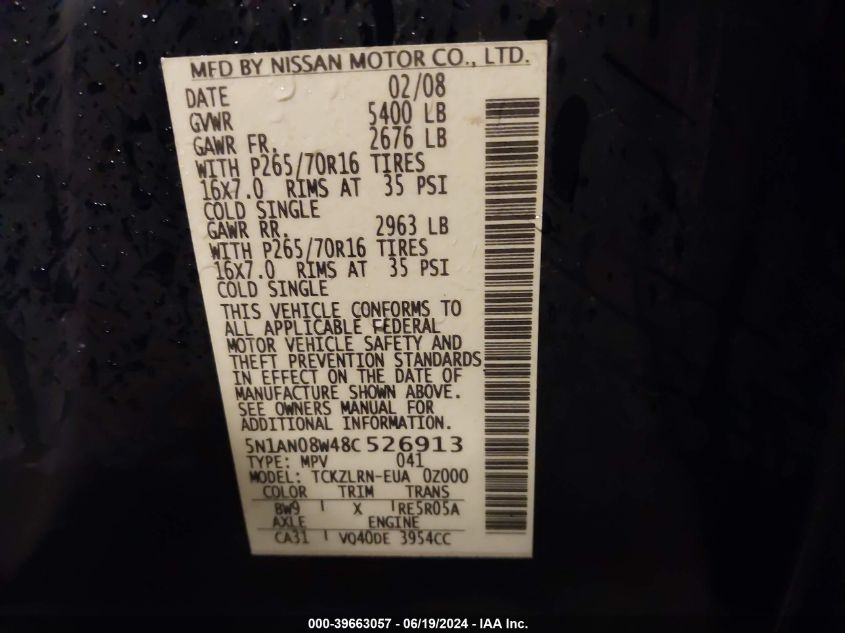 MFD BY NISSAN MOTOR CO., LTD.
DATE 02/08
GVWR 5400 LB
GAWR FR. 2676 LB
WITH P265/70R16 TIRES
16X7.0 RIMS AT 35 PSI
COLD SINGLE
GAWR RR. 2963 LB
WITH P265/70R16 TIRES
16X7.0 RIMS AT 35 PSI
COLD SINGLE
THIS VEHICLE CONFORMS TO
ALL APPLICABLE FEDERAL
MOTOR VEHICLE SAFETY AND
THEFT PREVENTION STANDARDS
IN EFFECT ON THE DATE OF
MANUFACTURE SHOWN ABOVE.
SEE OWNERS MANUAL FOR
ADDITIONAL INFORMATION.
5N1AN08W48C526913
TYPE: MPV 041
MODEL: TCKZLRN-EUA 0Z000
COLOR TRIM TRANS
BW9 X RE5R05A
AXLE ENGINE
CA31 VQ40DE 3954CC
000-39663057 - 06/19/2024 - IAA Inc.